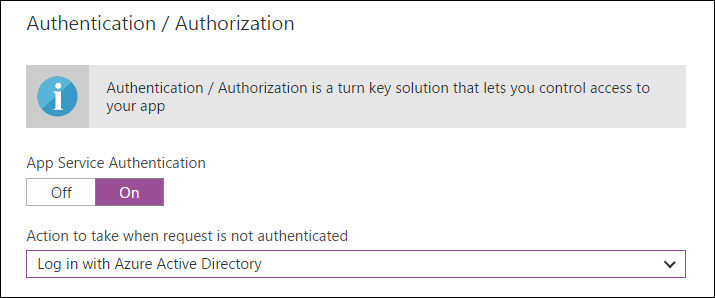 Authentication / Authorization
Authentication / Authorization is a turn key solution that lets you control access to
your app
App Service Authentication
Off
On
Action to take when request is not authenticated
Log in with Azure Active Directory